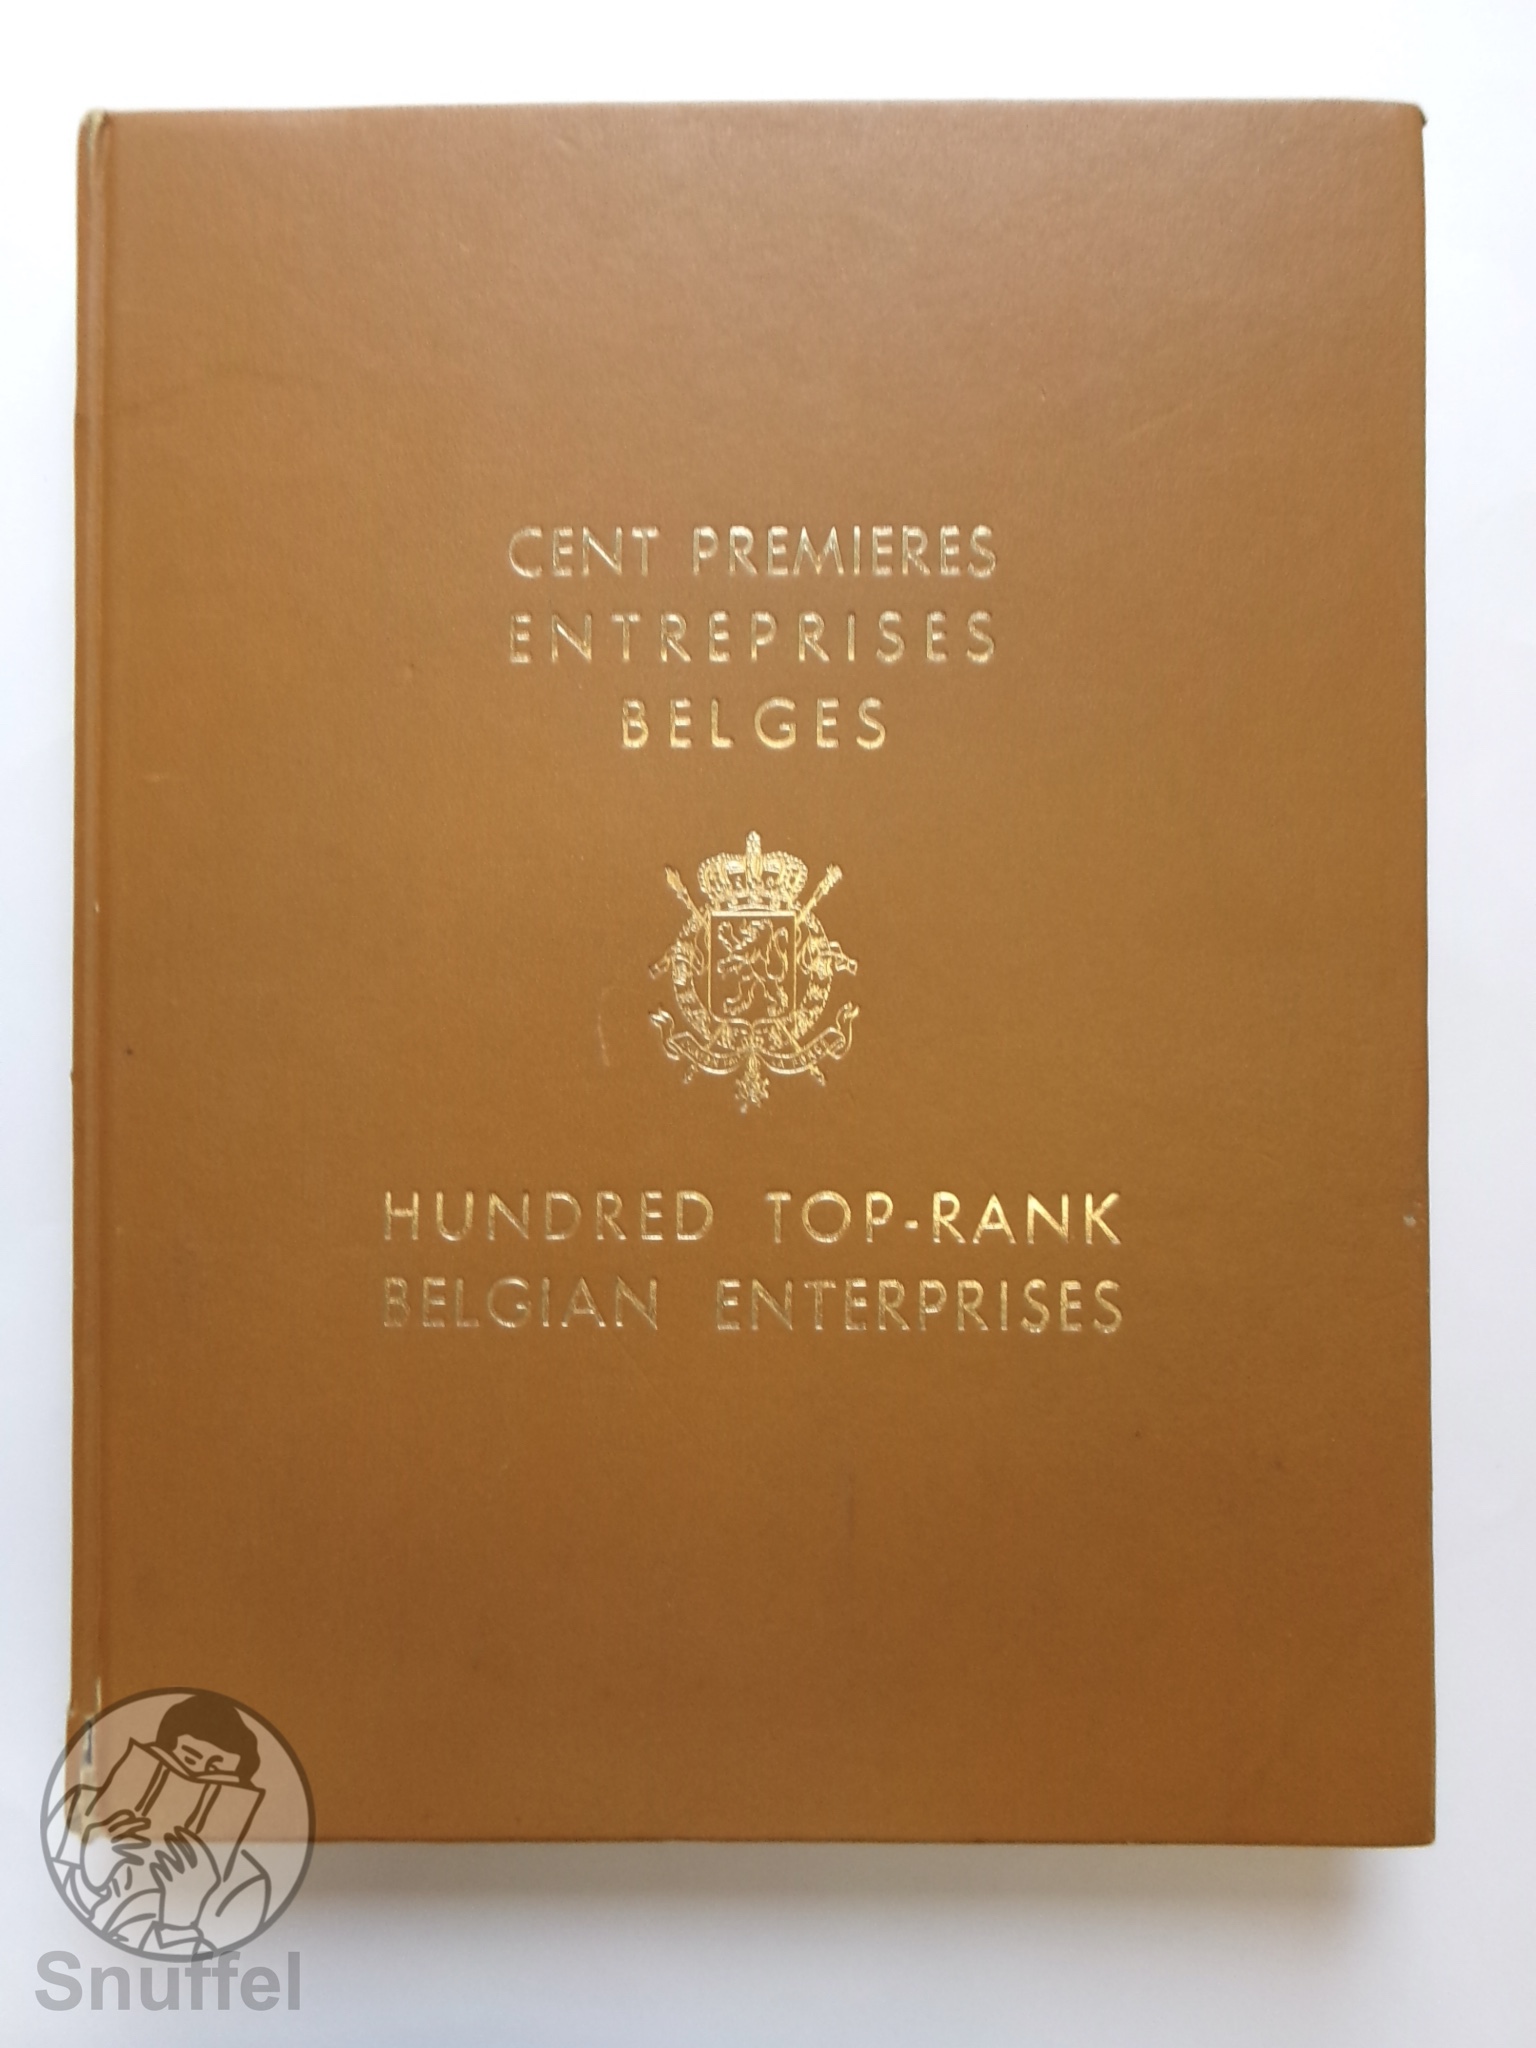 CENT PREMIERES
ENTREPRISES
BELGES
HUNDRED TOP-RANK
BELGIAN ENTERPRISES
Snuffel